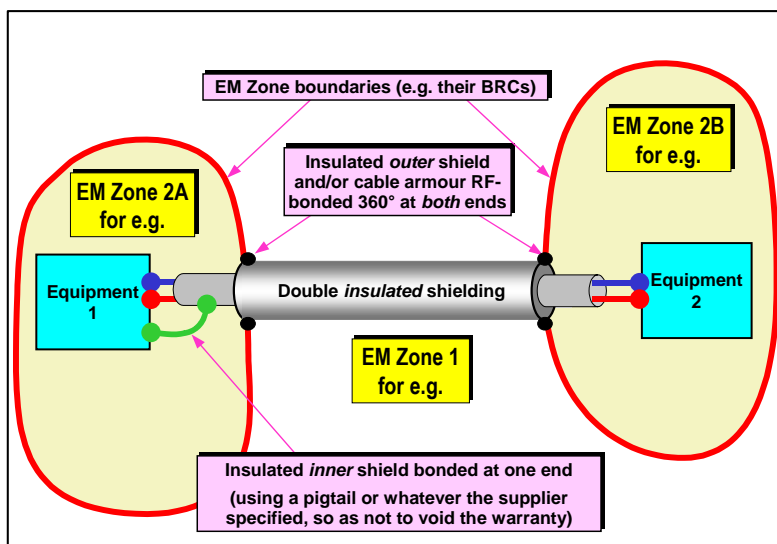 EM Zone boundaries (e.g. their BRCs)
EM Zone 2B
for e.g.
Insulated outer shield
and/or cable armour RF-
bonded 360° at both ends
EM Zone 2A
for e.g.
Equipment
1
Double insulated shielding
Equipment
2
EM Zone 1
for e.g.
Insulated inner shield bonded at one end
(using a pigtail or whatever the supplier
specified, so as not to void the warranty)